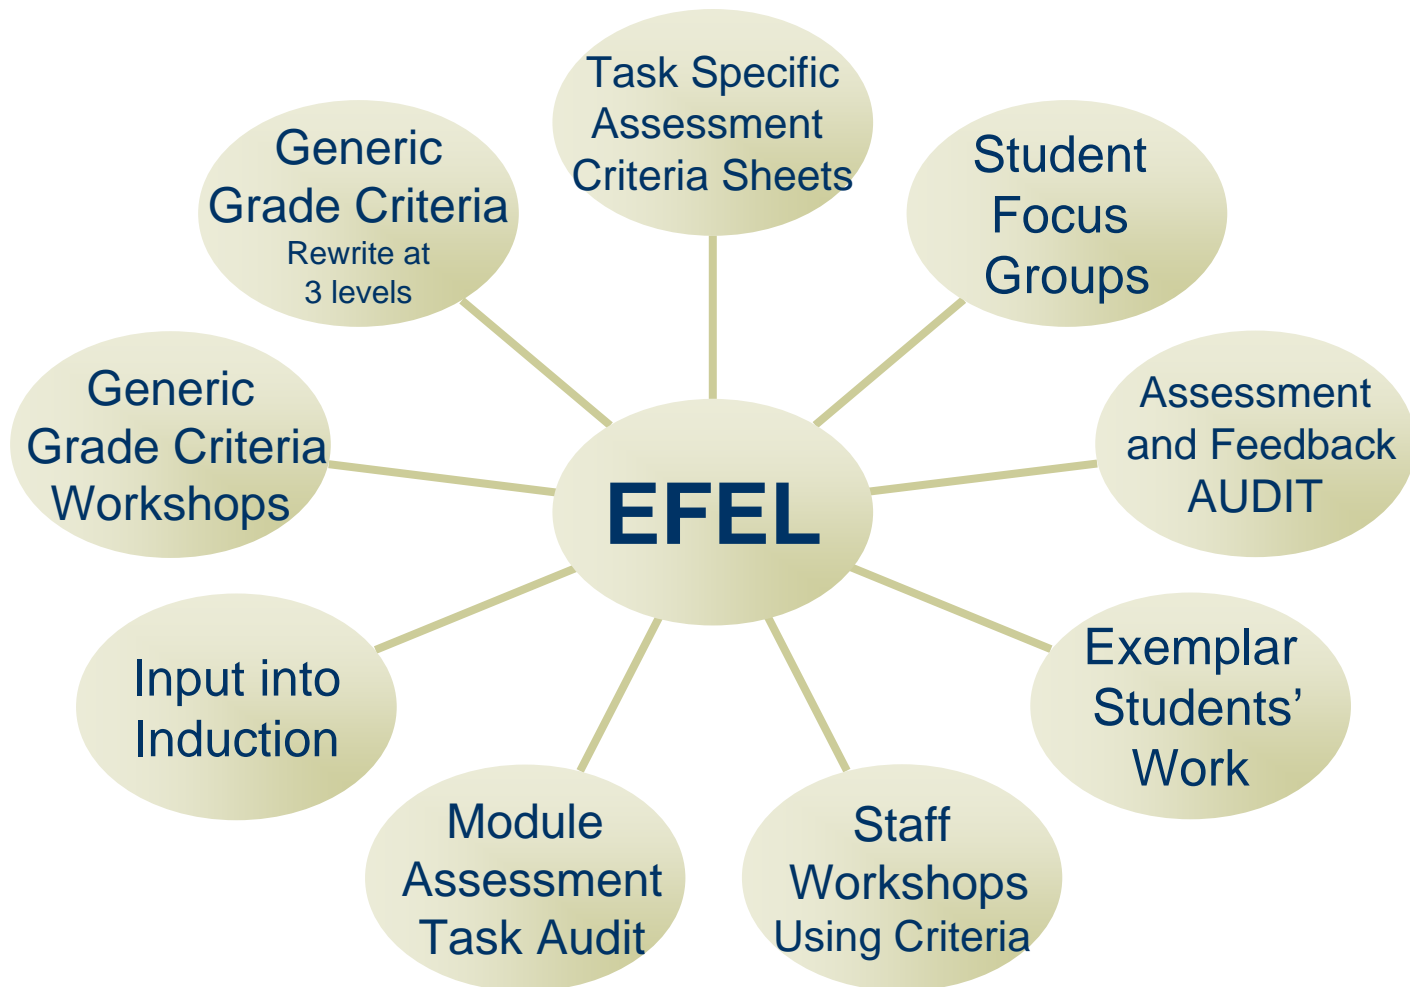 Task Specific
Assessment
Criteria Sheets
Student
Focus
Groups
Assessment
and Feedback
AUDIT
Exemplar
Students’
Work
Staff
Workshops
Using Criteria
Module
Assessment
Task Audit
Input into
Induction
Generic
Grade Criteria
Workshops
Generic
Grade Criteria
Rewrite at
3 levels
EFEL